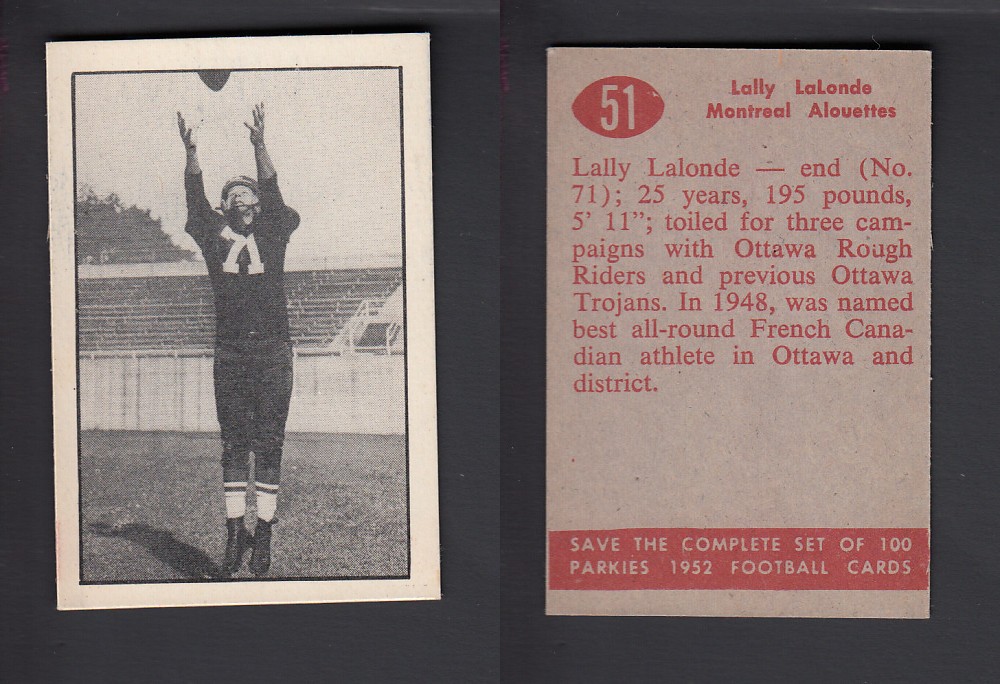 71
51
Lally LaLonde
Montreal Alouettes
Lally Lalonde — end (No.
71); 25 years, 195 pounds,
5' 11”; toiled for three cam-
paigns with Ottawa Rough
Riders and previous Ottawa
Trojans. In 1948, was named
best all-round French Cana-
dian athlete in Ottawa and
district.
SAVE THE COMPLETE SET OF 100
PARKIES 1952 FOOTBALL CARDS